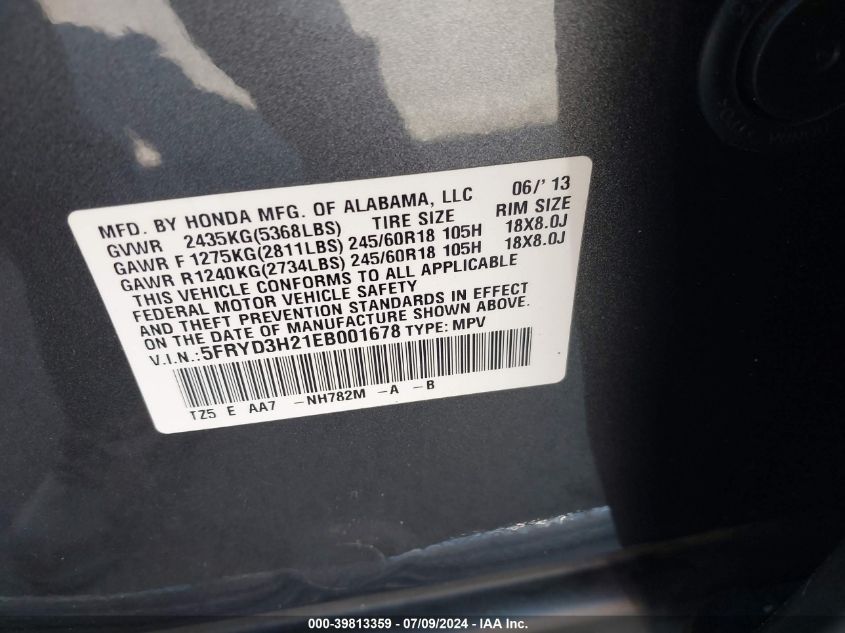 MFD. BY HONDA MFG. OF ALABAMA, LLC 06/'13
GVWR 2435KG(5368LBS) TIRE SIZE RIM SIZE
GAWR F 1275KG(2811LBS) 245/60R18 105H 18X8.0J
GAWR R1240KG(2734LBS) 245/60R18 105H 18X8.0J
THIS VEHICLE CONFORMS TO ALL APPLICABLE
FEDERAL MOTOR VEHICLE SAFETY
AND THEFT PREVENTION STANDARDS IN EFFECT
ON THE DATE OF MANUFACTURE SHOWN ABOVE.
V.I.N.:5FRYD3H21EB001678 TYPE: MPV
TZ5 E AA7 -NH782M -A -B
000-39813359 / 07/09/2024 - IAA Inc.